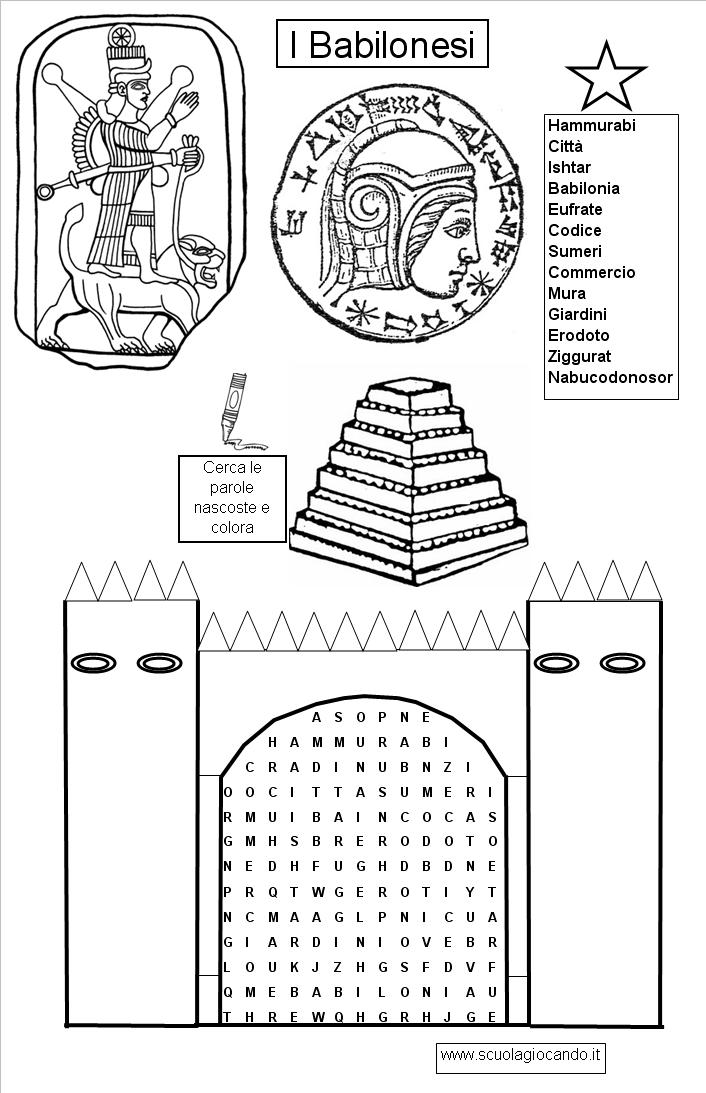 I Babilonesi
Hammurabi
Città
Ishtar
Babilonia
Eufrate
Codice
Sumeri
Commercio
Mura
Giardini
Erodoto
Ziggurat
Nabucodonosor
Cerca le
parole
nascoste e
colora
A S O P N E
H A M M U R A B I
C R A D I N U B N Z I
O O C I T T A S U M E R I
R M U I B A I N C O C A S
G M H S B R E R O D O T O
N E D H F U G H D B D N E
P R Q T W G E R O T I Y T
N C M A A G L P N I C U A
G I A R D I N I O V E B R
L O U K J Z H G S F D V F
Q M E B A B I L O N I A U
T H R E W Q H G R H J G E
www.scuolagiocando.it